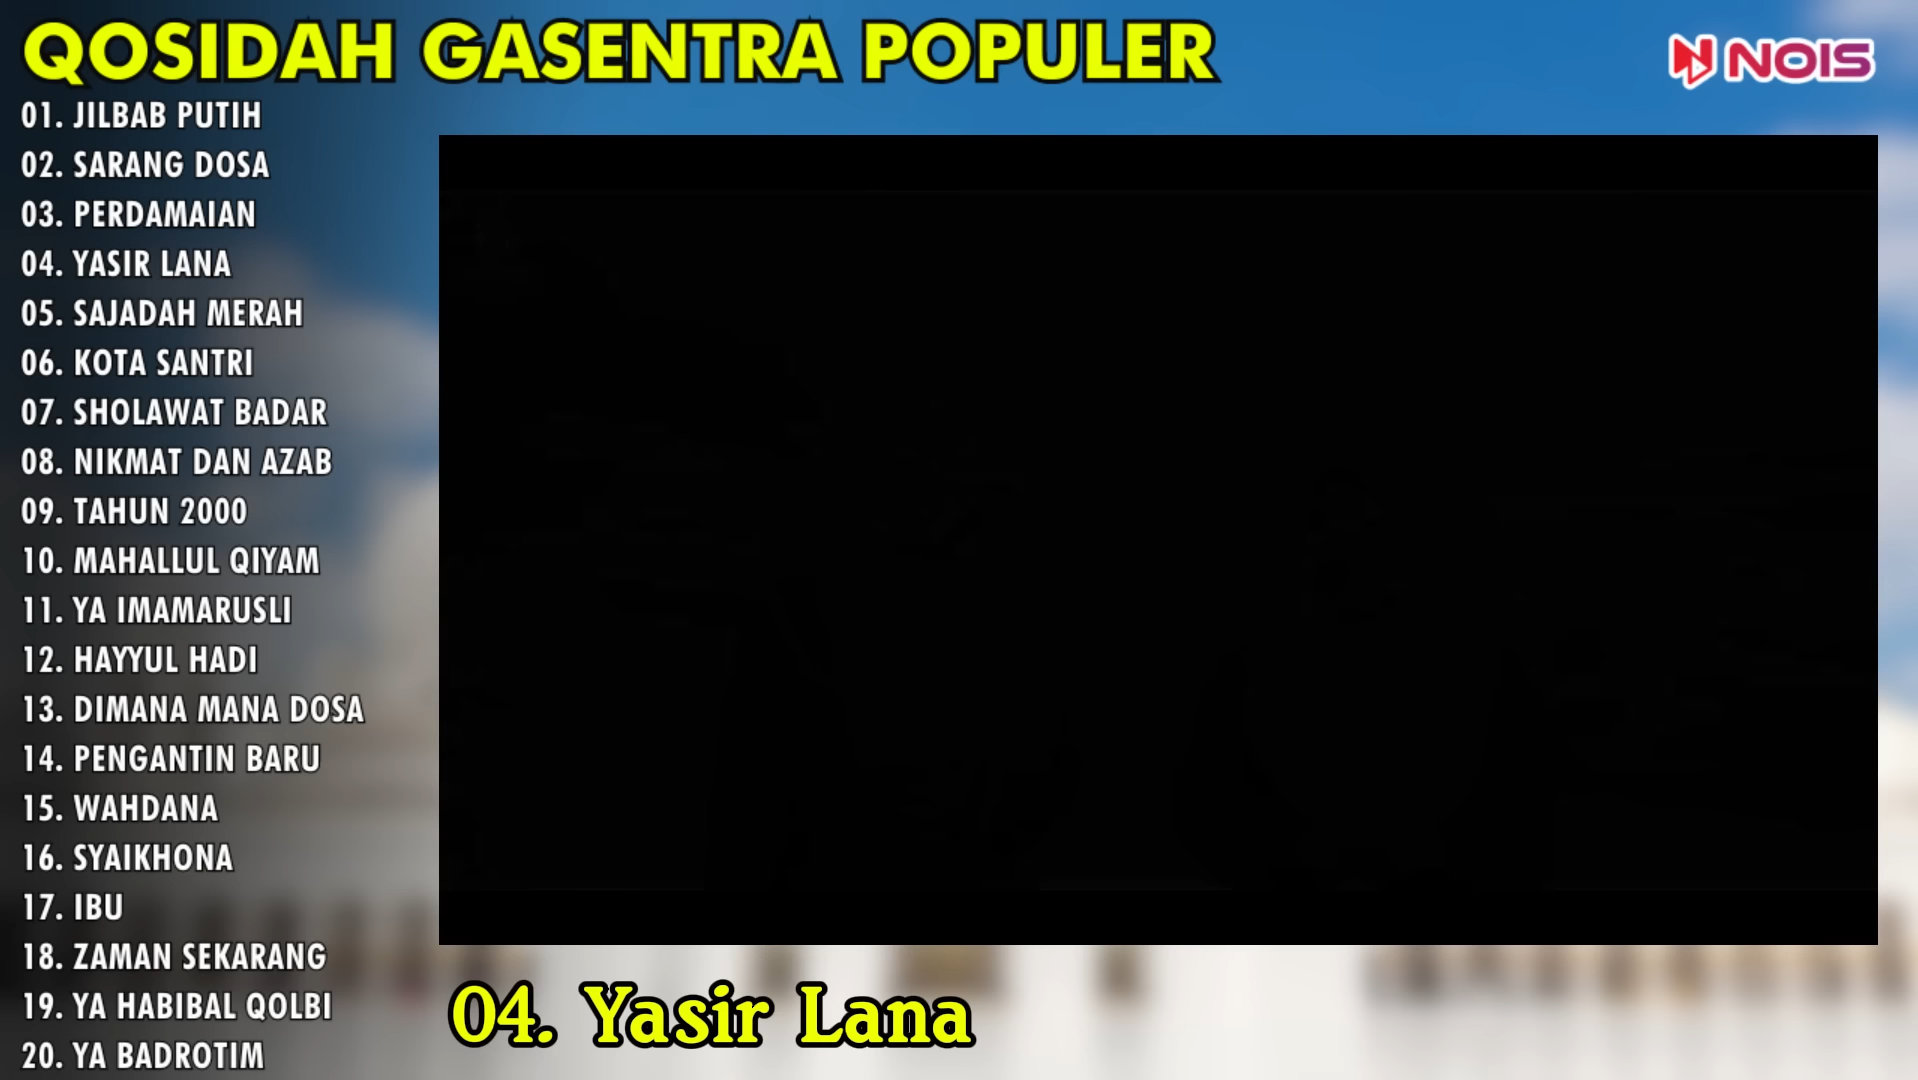 QOSIDAH GASENTRA POPULER
NOIS
01. JILBAB PUTIH
02. SARANG DOSA
03. PERDAMAIAN
04. YASIR LANA
05. SAJADAH MERAH
06. KOTA SANTRI
07. SHOLAWAT BADAR
08. NIKMAT DAN AZAB
09. TAHUN 2000
10. MAHALLUL QIYAM
11. YA IMAMARUSLI
12. HAYYUL HADI
13. DIMANA MANA DOSA
14. PENGANTIN BARU
15. WAHDANA
16. SYAIKHONA
17. IBU
18. ZAMAN SEKARANG
19. YA HABIBAL QOLBI
20. YA BADROTIM
04. Yasir Lana